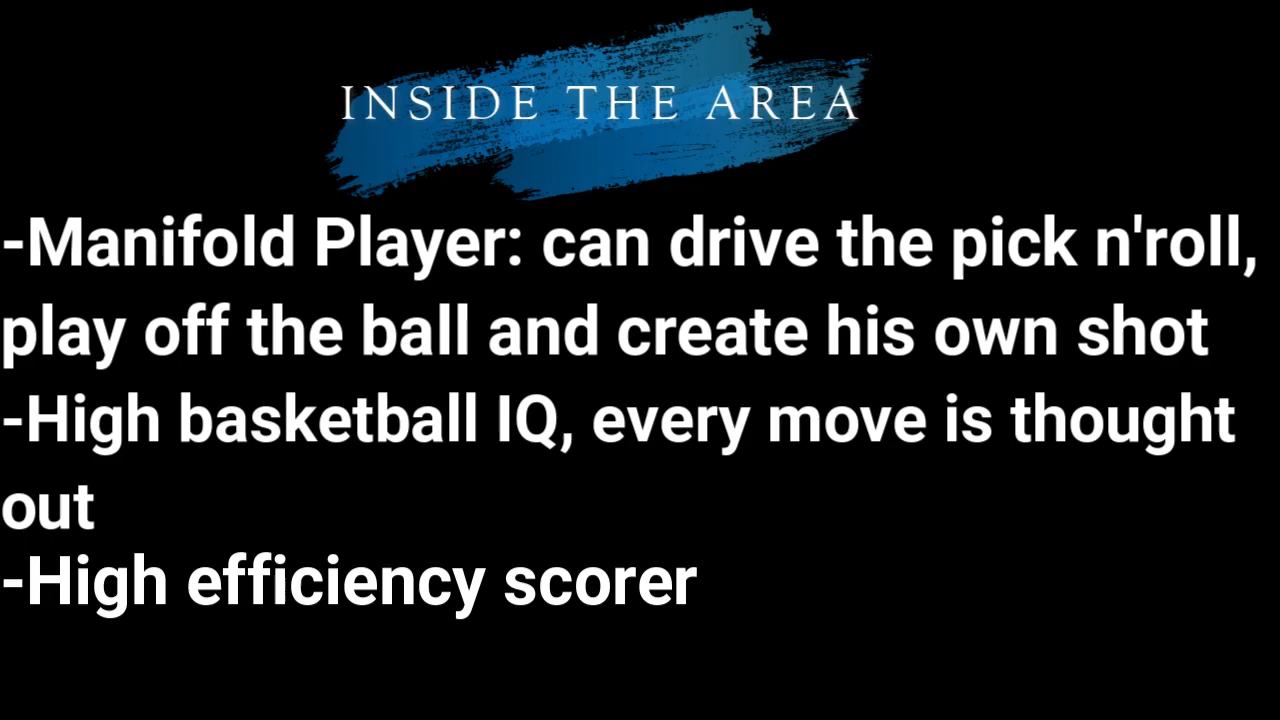 INSIDE THE AREA
-Manifold Player: can drive the pick n'roll,
play off the ball and create his own shot
-High basketball IQ, every move is thought
out
-High efficiency scorer